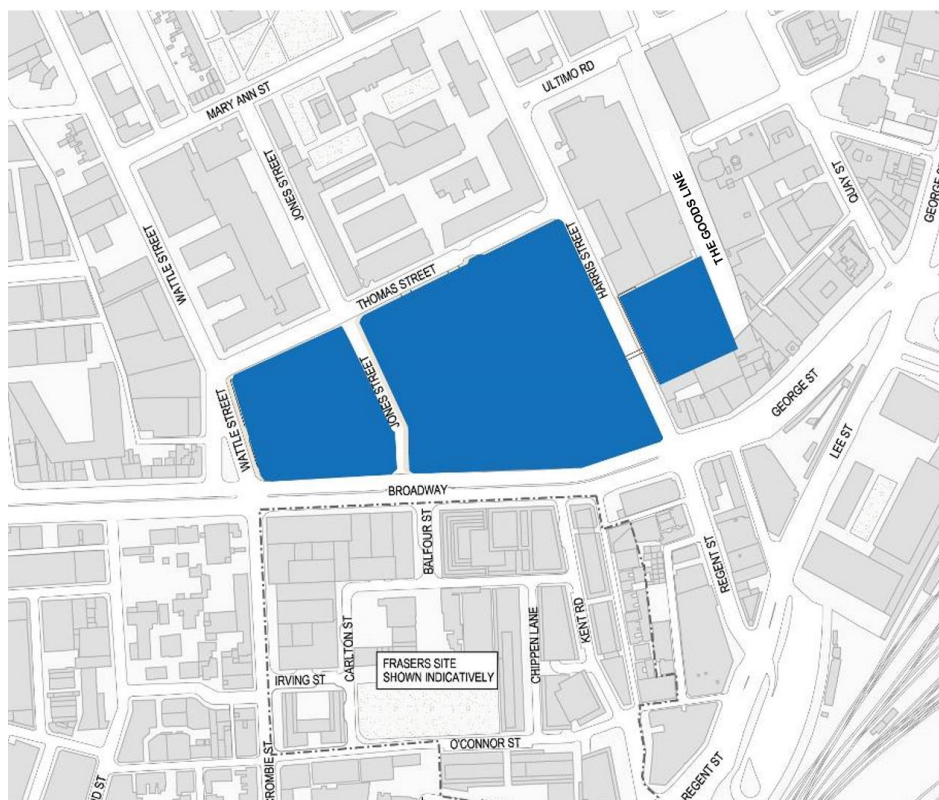 ULTIMO RD
MARY ANN ST
JONES STREET
THE GOODS LINE
QUAY ST
WATTLE STREET
HARRIS STREET
THOMAS STREET
JONES STREET
WATTLE STREET
GEORGE ST
LEE ST
BROADWAY
BALFOUR ST
REGENT ST
CHIPPEN LANE
KENT RD
CARLTON ST
FRASERS SITE
SHOWN INDICATIVELY
IRVING ST
O'CONNOR ST
REGENT ST